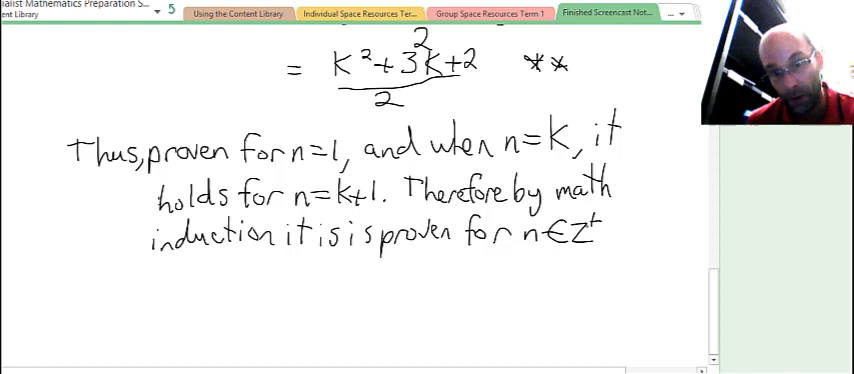 ialist Mathematics Preparation S...
ent Library
5
Using the Content Library
Individual Space Resources Ter...
Group Space Resources Term 1
Finished Screencast Not...
...
2
= k²+3k+2 **
2
Thus, proven for n=1, and when n=k, it
holds for n=k+1. Therefore by math
induction it is is proven for n∈Z⁺